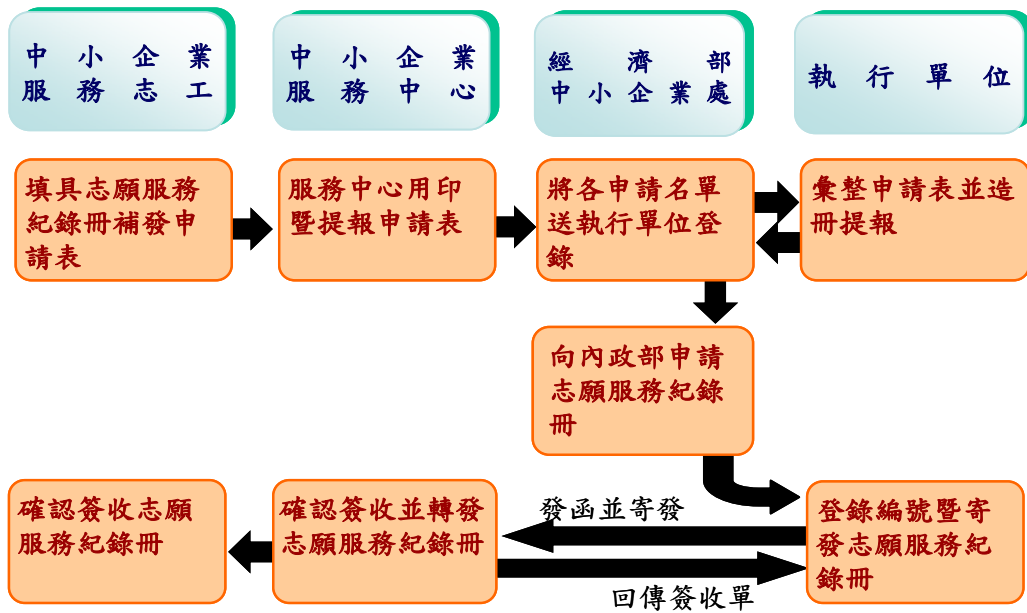 中小企業
服務志工
中小企業
服務中心
經濟部
中小企業處
執行單位
填具志願服務
紀錄冊補發申
請表
服務中心用印
暨提報申請表
將各申請名單
送執行單位登
錄
彙整申請表並造
冊提報
向內政部申請
志願服務紀錄
冊
確認簽收志願
服務紀錄冊
確認簽收並轉發
志願服務紀錄冊
發函並寄發
回傳簽收單
登錄編號暨寄
發志願服務紀
錄冊